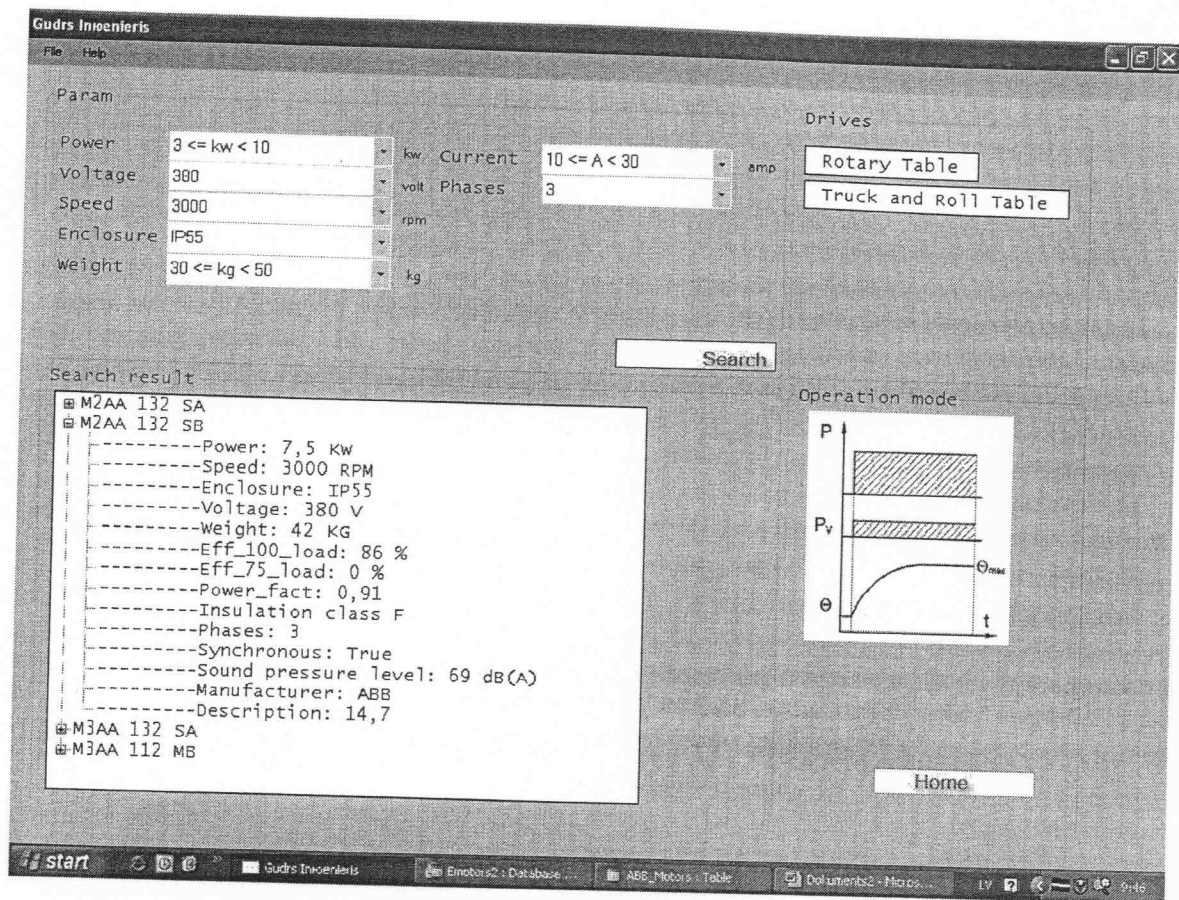 Gudrs Inюenieris
File Help
Param
Power 3 <= kw < 10 kw
Voltage 380 volt
Speed 3000 rpm
Enclosure IP55
Weight 30 <= kg < 50 kg
Current 10 <= A < 30 amp
Phases 3
Drives
Rotary Table
Truck and Roll Table
Search
Search result
M2AA 132 SA
M2AA 132 SB
Power: 7,5 KW
Speed: 3000 RPM
Enclosure: IP55
Voltage: 380 V
Weight: 42 KG
Eff_100_load: 86 %
Eff_75_load: 0 %
Power_fact: 0,91
Insulation class F
Phases: 3
Synchronous: True
Sound pressure level: 69 dB(A)
Manufacturer: ABB
Description: 14,7
M3AA 132 SA
M3AA 112 MB
Operation mode
P
Pv
Θmax
Θ
t
Home
start
Gudrs Inюenieris
Emotors2 : Database ...
ABB_Motors : Table
Dokuments2 - Micros...
LV
9:46